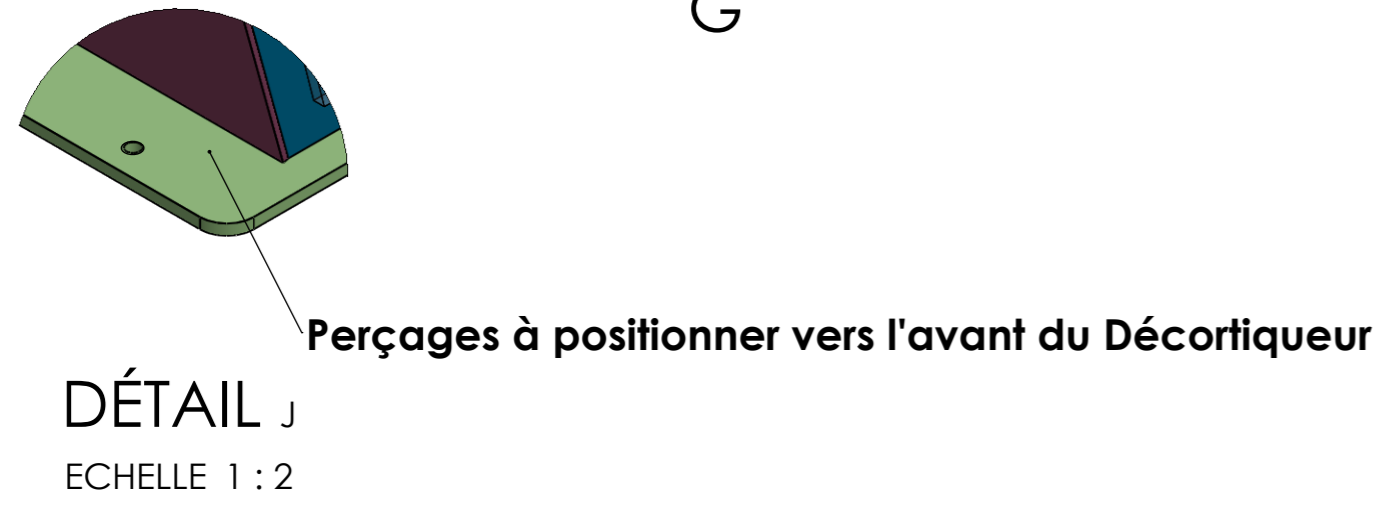 G
Perçages à positionner vers l'avant du Décortiqueur
DÉTAIL J
ECHELLE 1 : 2